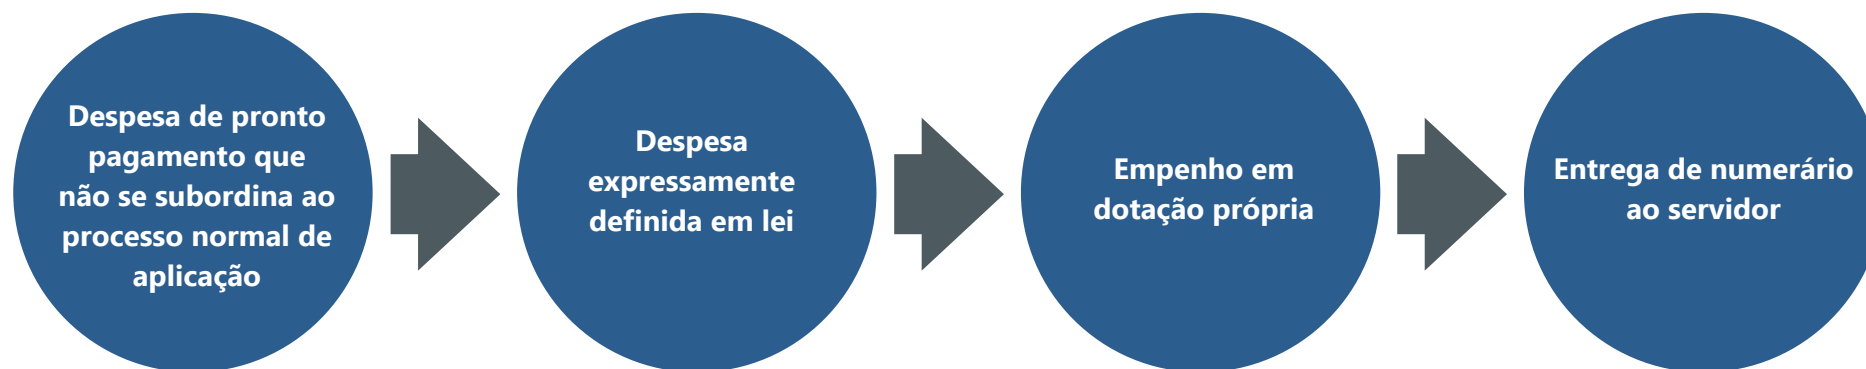 Despesa de pronto
pagamento que
não se subordina ao
processo normal de
aplicação
Despesa
expressamente
definida em lei
Empenho em
dotação própria
Entrega de numerário
ao servidor